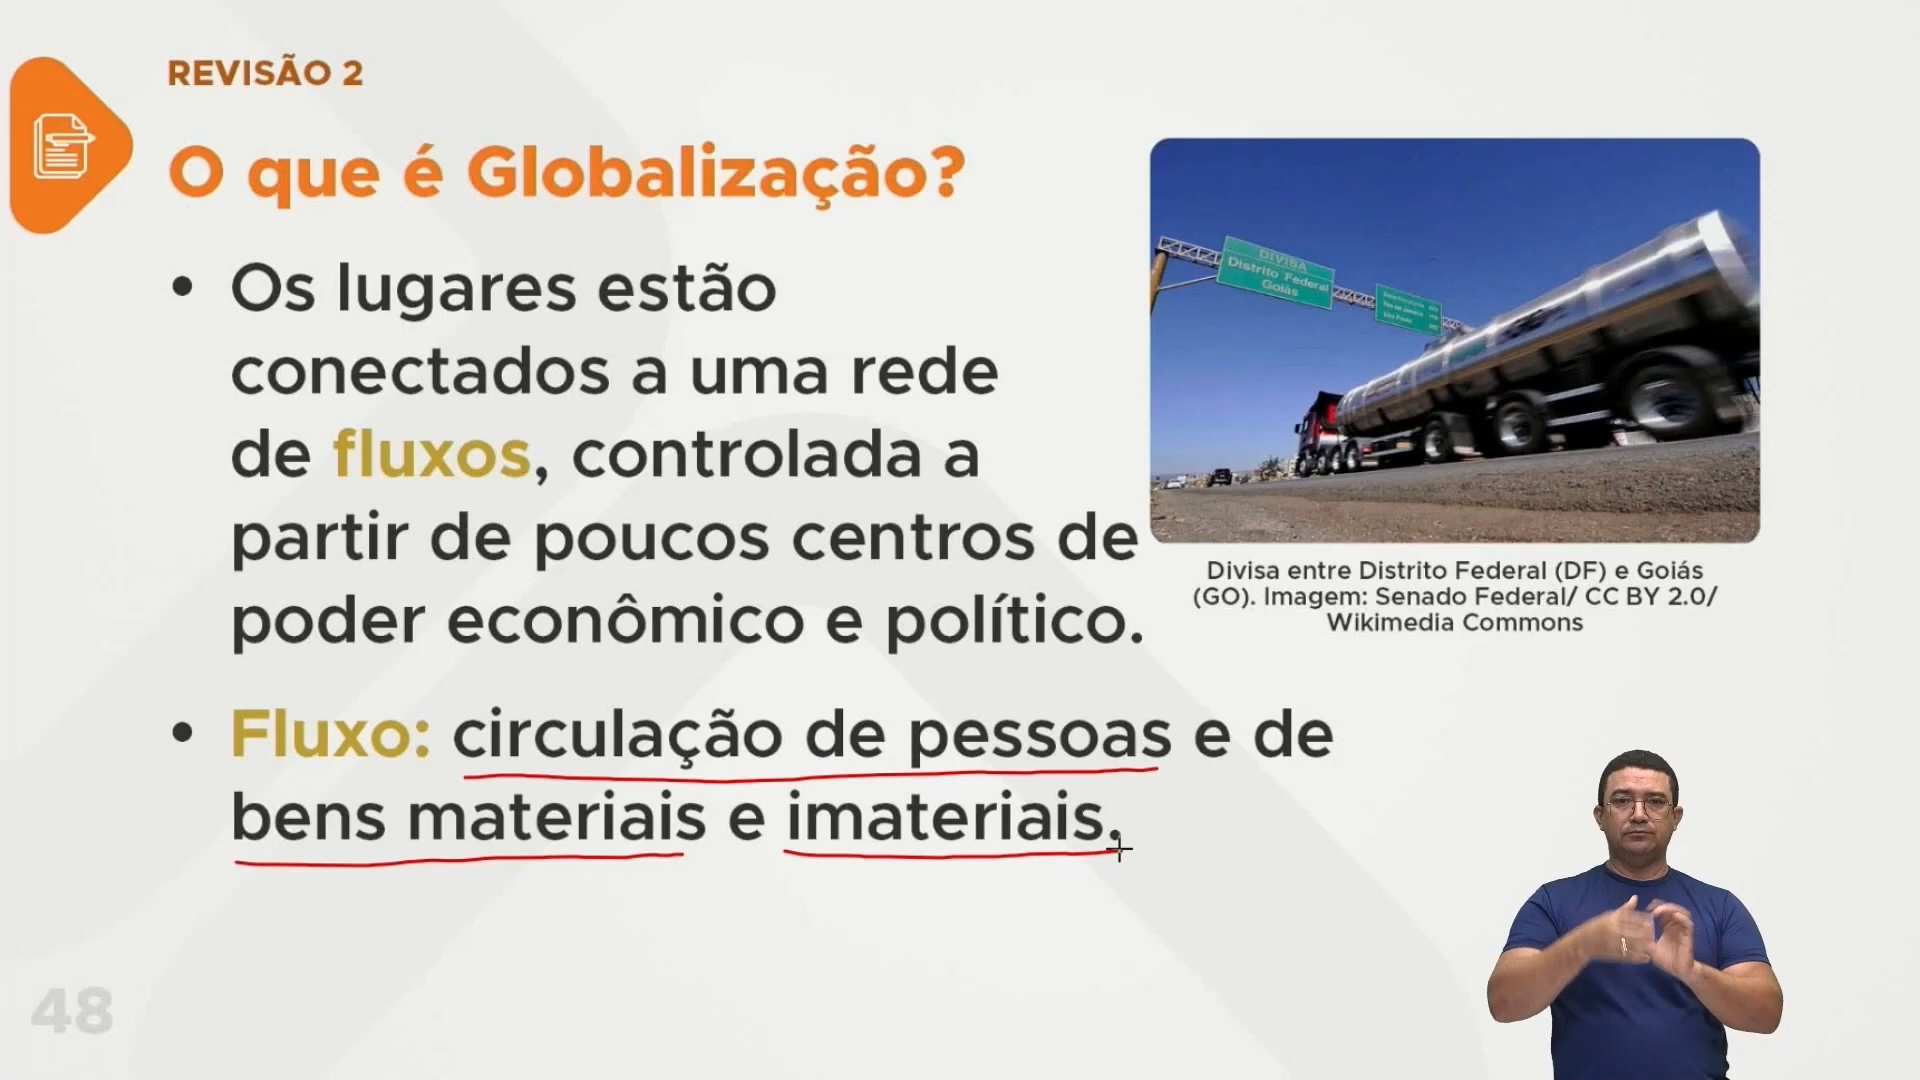 REVISÃO 2
O que é Globalização?
• Os lugares estão
conectados a uma rede
de fluxos, controlada a
partir de poucos centros de
poder econômico e político.
• Fluxo: circulação de pessoas e de
bens materiais e imateriais.
DIVISA
Distrito Federal
Goiás
São Paulo
Divisa entre Distrito Federal (DF) e Goiás
(GO). Imagem: Senado Federal/ CC BY 2.0/
Wikimedia Commons
48